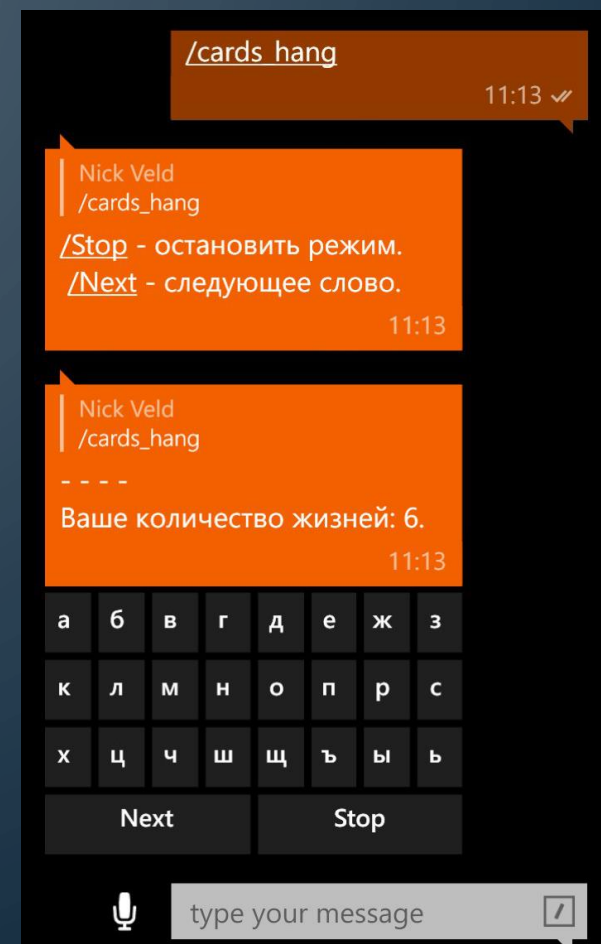 /cards_hang
11:13
Nick Veld
/cards_hang
/Stop - остановить режим.
/Next - следующее слово.
11:13
Nick Veld
/cards_hang
- - - -
Ваше количество жизней: 6.
11:13
а б в г д е ж з
к л м н о п р с
х ц ч ш щ ъ ы ь
Next Stop
type your message /